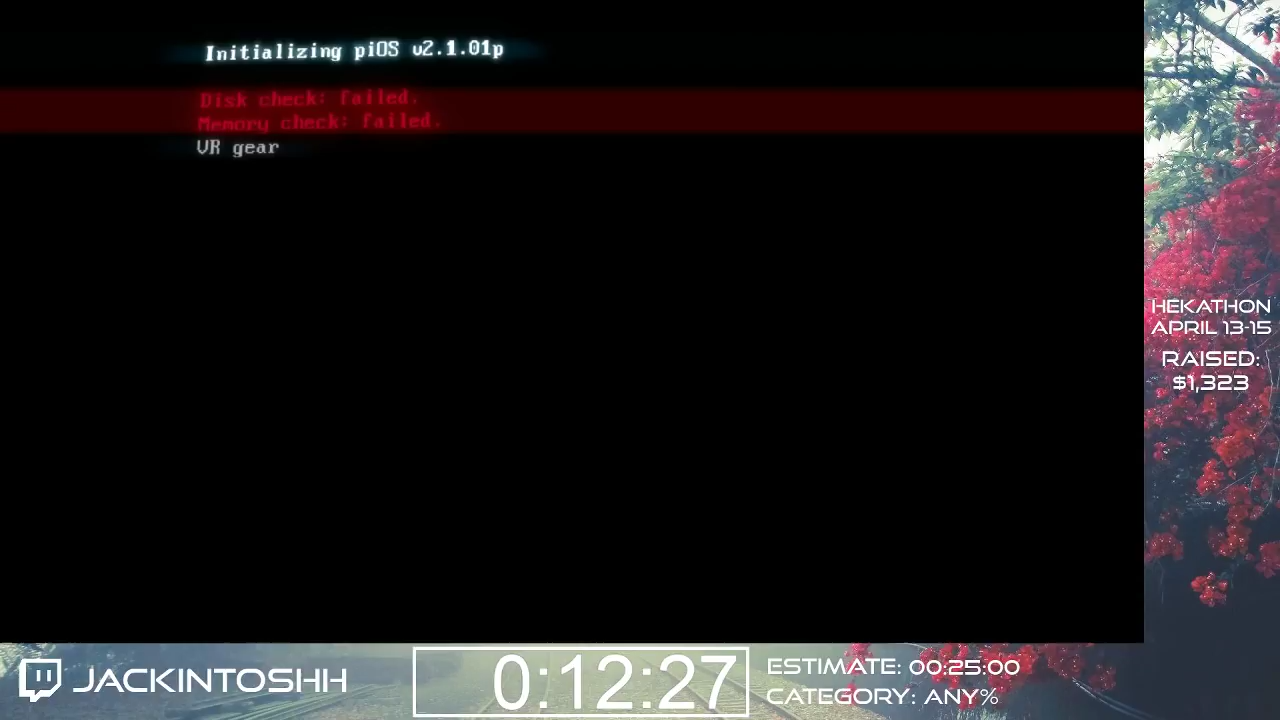 Initializing piOS v2.1.01p
Disk check: failed.
Memory check: failed.
VR gear
HEKATHON
APRIL 13-15
RAISED:
$1,323
JACKINTOSHH
0:12:27
ESTIMATE: 00:25:00
CATEGORY: ANY%